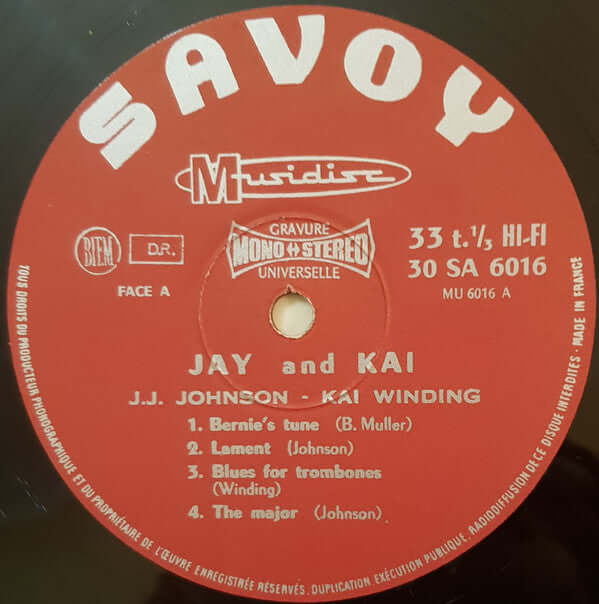 SAVOY
Musidisc
GRAVURE
MONO ↔ STEREO
UNIVERSELLE
BIEM
D.R.
FACE A
33 t.⅓ HI-FI
30 SA 6016
MU 6016 A
JAY and KAI
J.J. JOHNSON - KAI WINDING
1. Bernie's tune (B. Muller)
2. Lament (Johnson)
3. Blues for trombones
(Winding)
4. The major (Johnson)
TOUS DROITS DU PRODUCTEUR PHONOGRAPHIQUE ET DU PROPRIÉTAIRE DE L'ŒUVRE ENREGISTRÉE RÉSERVÉS. DUPLICATION, EXÉCUTION PUBLIQUE, RADIODIFFUSION DE CE DISQUE INTERDITES - MADE IN FRANCE